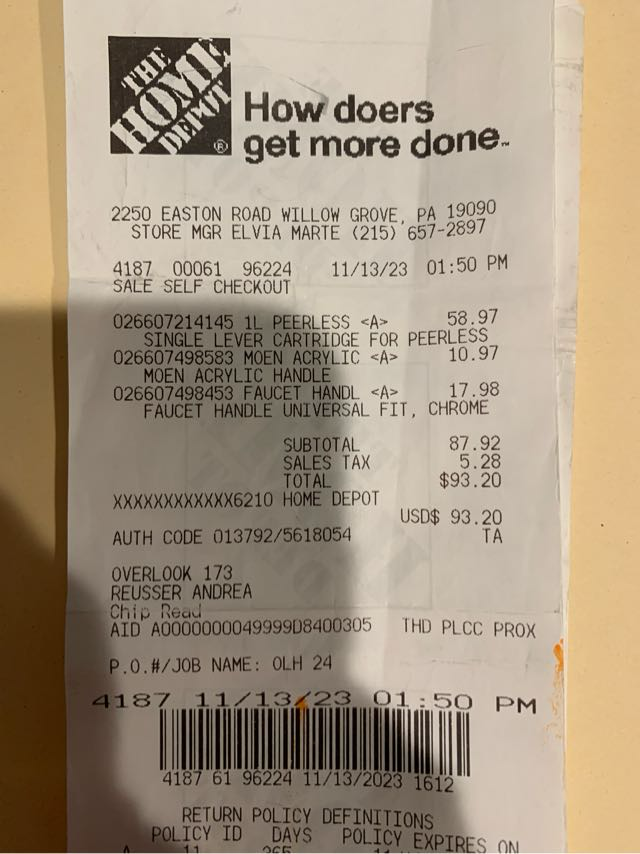 THE
HOME
DEPOT
®
How doers
get more done™
2250 EASTON ROAD WILLOW GROVE, PA 19090
STORE MGR ELVIA MARTE (215) 657-2897
4187 00061 96224 11/13/23 01:50 PM
SALE SELF CHECKOUT
026607214145 1L PEERLESS <A> 58.97
SINGLE LEVER CARTRIDGE FOR PEERLESS
026607498583 MOEN ACRYLIC <A> 10.97
MOEN ACRYLIC HANDLE
026607498453 FAUCET HANDL <A> 17.98
FAUCET HANDLE UNIVERSAL FIT, CHROME
SUBTOTAL 87.92
SALES TAX 5.28
TOTAL $93.20
XXXXXXXXXXXX6210 HOME DEPOT
USD$ 93.20
AUTH CODE 013792/5618054 TA
OVERLOOK 173
REUSSER ANDREA
Chip Read
AID A0000000049999D8400305 THD PLCC PROX
P.O.#/JOB NAME: OLH 24
4187 11/13/23 01:50 PM
4187 61 96224 11/13/2023 1612
RETURN POLICY DEFINITIONS
POLICY ID DAYS POLICY EXPIRES ON
A 11 365